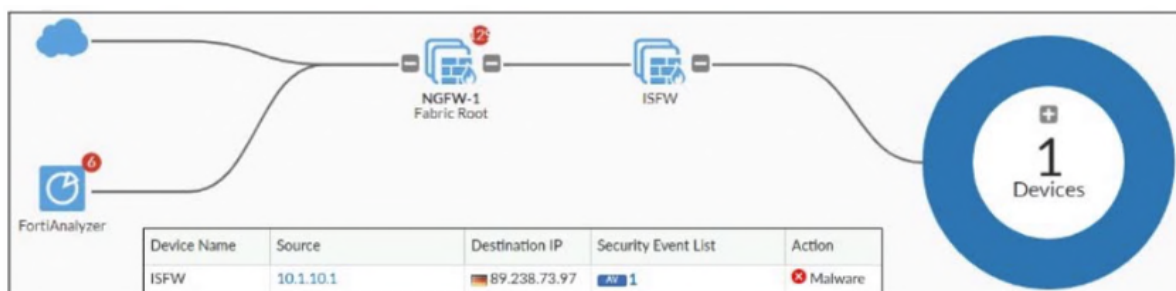 NGFW-1
Fabric Root
ISFW
1
Devices
6
FortiAnalyzer
Device Name Source Destination IP Security Event List Action
ISFW 10.1.10.1 89.238.73.97 AV 1 Malware